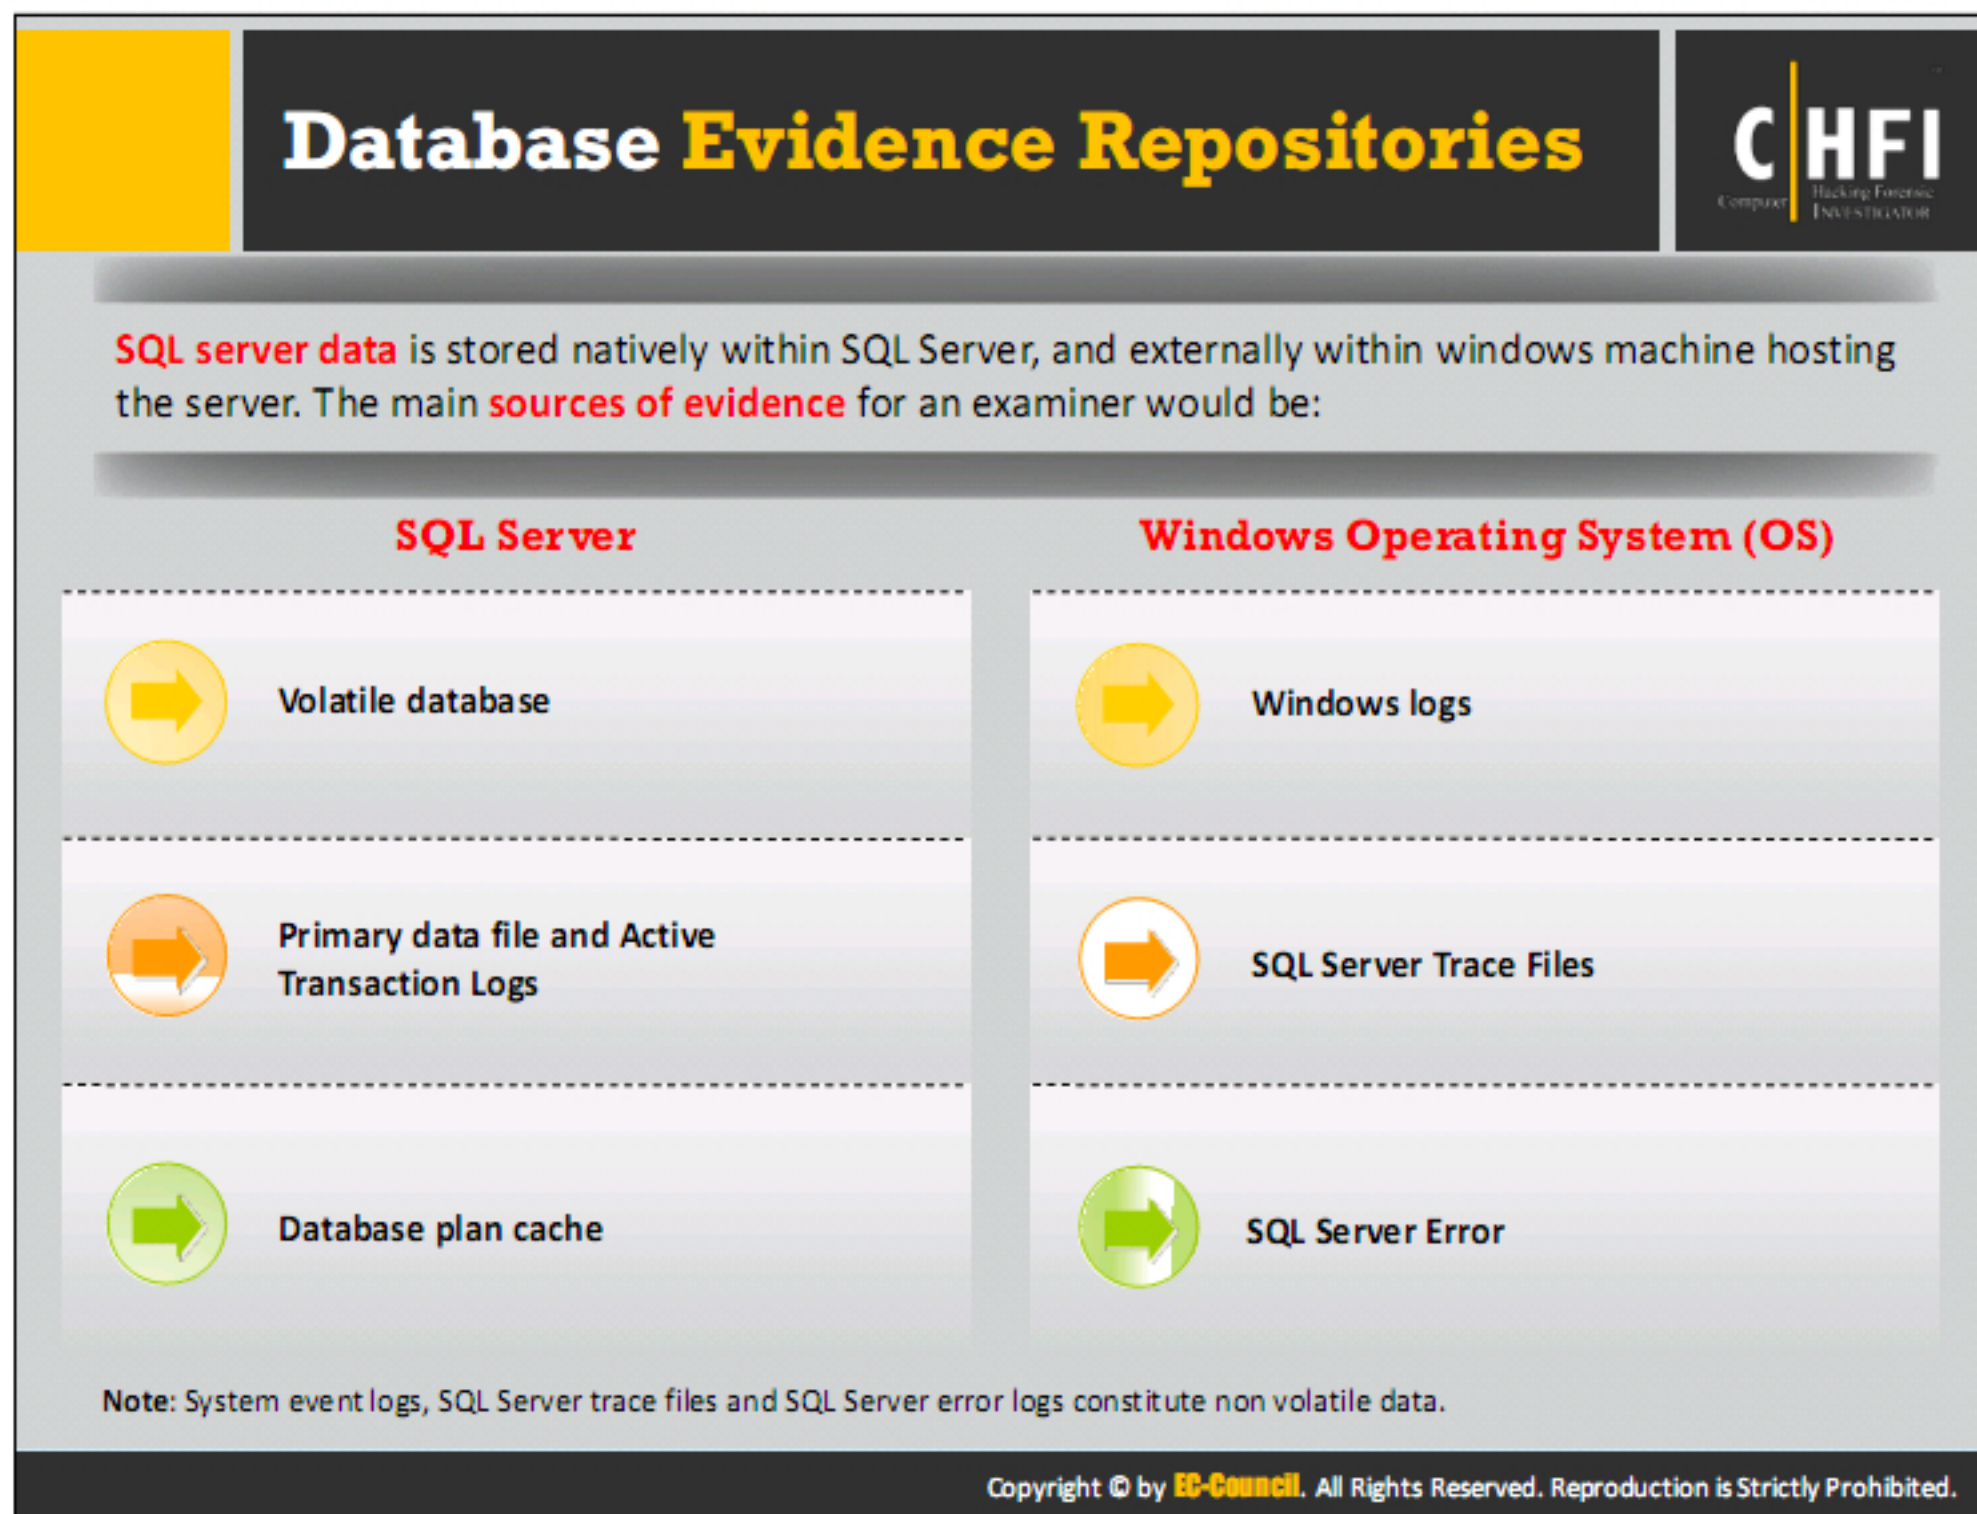 Database Evidence Repositories
C HFI
Computer
Hacking Forensic
INVESTIGATOR
SQL server data is stored natively within SQL Server, and externally within windows machine hosting
the server. The main sources of evidence for an examiner would be:
SQL Server
Volatile database
Primary data file and Active
Transaction Logs
Database plan cache
Windows Operating System (OS)
Windows logs
SQL Server Trace Files
SQL Server Error
Note: System event logs, SQL Server trace files and SQL Server error logs constitute non volatile data.
Copyright © by EC-Council. All Rights Reserved. Reproduction is Strictly Prohibited.